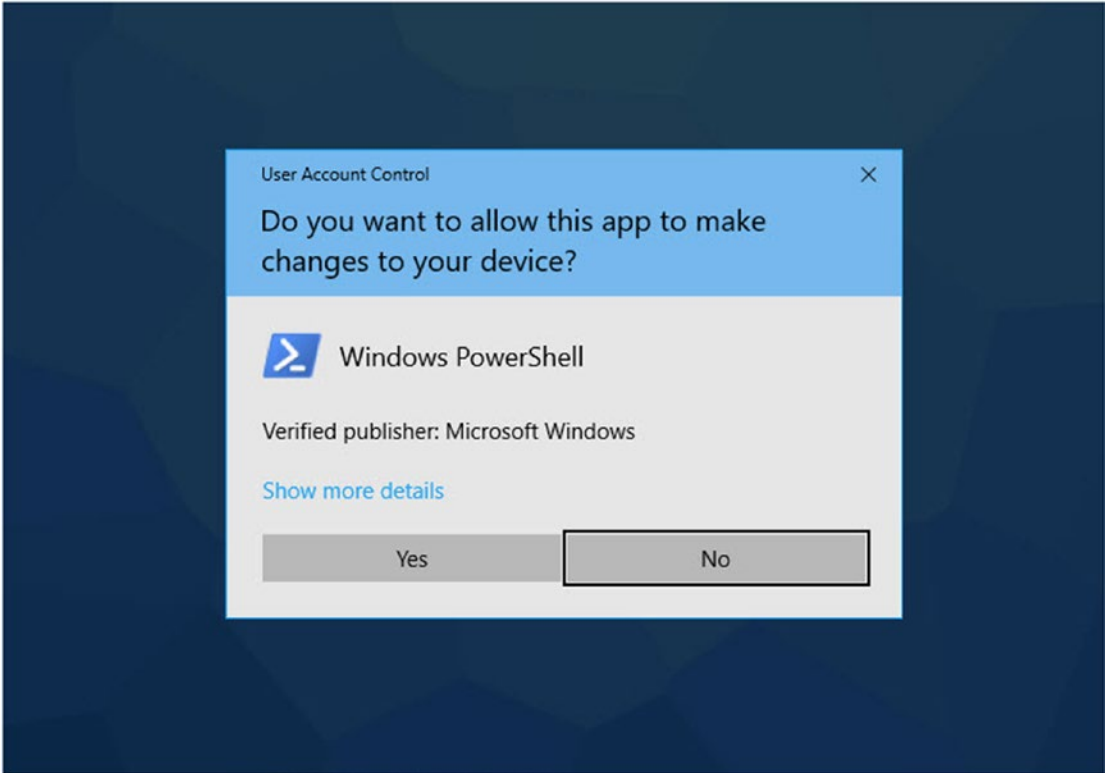 User Account Control
Do you want to allow this app to make
changes to your device?
Windows PowerShell
Verified publisher: Microsoft Windows
Show more details
Yes
No